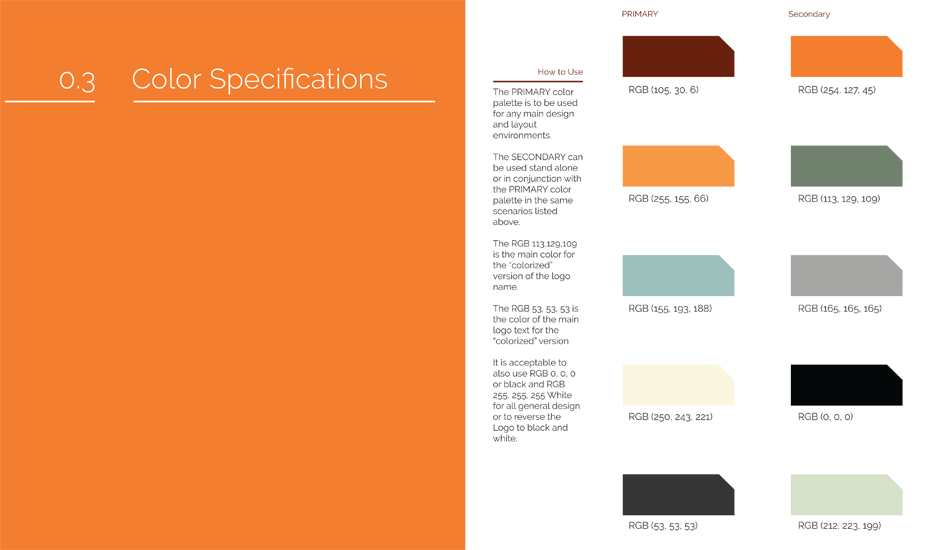 0.3 Color Specifications
How to Use
The PRIMARY color
palette is to be used
for any main design
and layout
environments.
The SECONDARY can
be used stand alone
or in conjunction with
the PRIMARY color
palette in the same
scenarios listed
above.
The RGB 113,129,109
is the main color for
the "colorized"
version of the logo
name.
The RGB 53, 53, 53 is
the color of the main
logo text for the
"colorized" version
It is acceptable to
also use RGB 0, 0, 0
or black and RGB
255, 255, 255 White
for all general design
or to reverse the
Logo to black and
white.
PRIMARY
RGB (105, 30, 6)
RGB (255, 155, 66)
RGB (155, 193, 188)
RGB (250, 243, 221)
RGB (53, 53, 53)
Secondary
RGB (254, 127, 45)
RGB (113, 129, 109)
RGB (165, 165, 165)
RGB (0, 0, 0)
RGB (212, 223, 199)